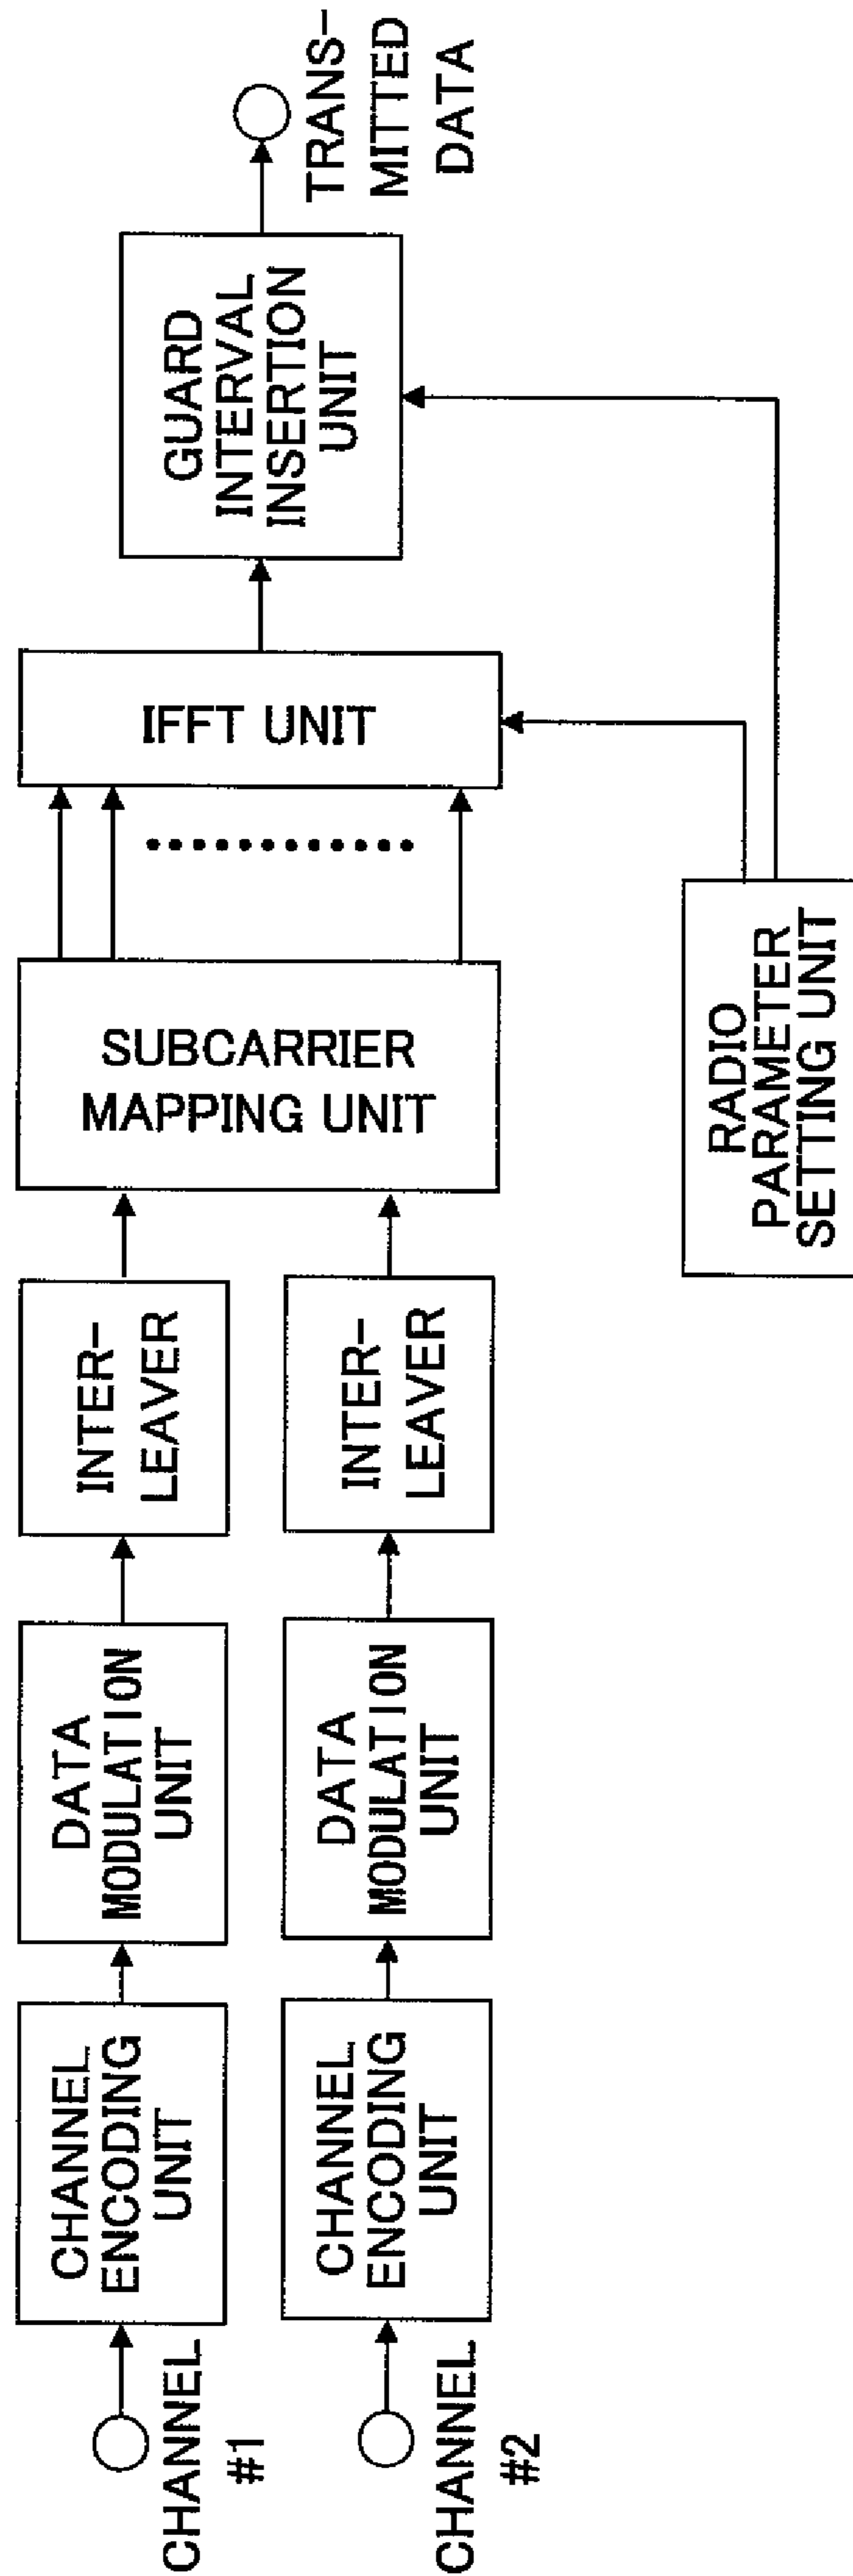 CHANNEL
#1
CHANNEL
ENCODING
UNIT
DATA
MODULATION
UNIT
INTER-
LEAVER
CHANNEL
#2
CHANNEL
ENCODING
UNIT
DATA
MODULATION
UNIT
INTER-
LEAVER
SUBCARRIER
MAPPING UNIT
IFFT UNIT
GUARD
INTERVAL
INSERTION
UNIT
TRANS-
MITTED
DATA
RADIO
PARAMETER
SETTING UNIT